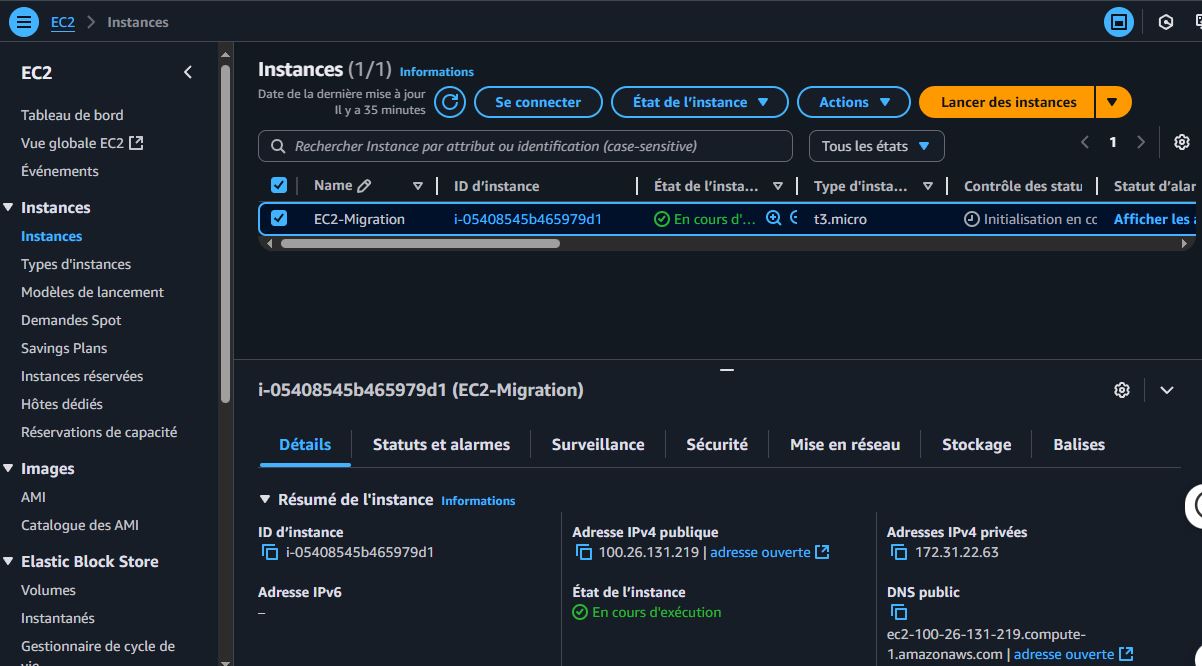 EC2 > Instances
EC2
Tableau de bord
Vue globale EC2
Événements
Instances
Instances
Types d'instances
Modèles de lancement
Demandes Spot
Savings Plans
Instances réservées
Hôtes dédiés
Réservations de capacité
Images
AMI
Catalogue des AMI
Elastic Block Store
Volumes
Instantanés
Gestionnaire de cycle de
vie
Instances (1/1) Informations
Date de la dernière mise à jour
Il y a 35 minutes
Se connecter
État de l'instance
Actions
Lancer des instances
Rechercher Instance par attribut ou identification (case-sensitive)
Tous les états
1
Name ID d'instance État de l'insta... Type d'insta... Contrôle des statu Statut d'alar
EC2-Migration i-05408545b465979d1 En cours d'... t3.micro Initialisation en cc Afficher les a
i-05408545b465979d1 (EC2-Migration)
Détails Statuts et alarmes Surveillance Sécurité Mise en réseau Stockage Balises
Résumé de l'instance Informations
ID d'instance
i-05408545b465979d1
Adresse IPv4 publique
100.26.131.219 | adresse ouverte
Adresses IPv4 privées
172.31.22.63
Adresse IPv6
–
État de l'instance
En cours d'exécution
DNS public
ec2-100-26-131-219.compute-
1.amazonaws.com | adresse ouverte